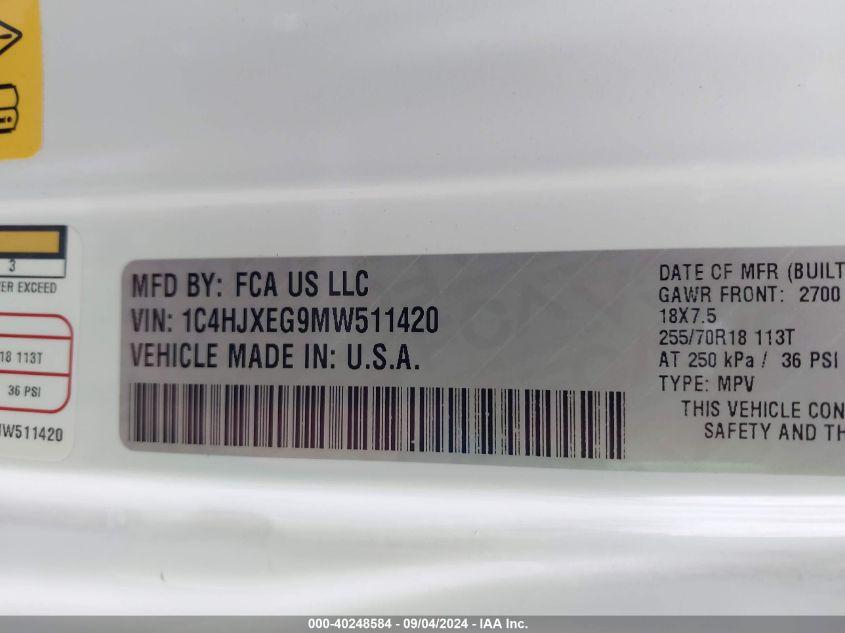 3
ER EXCEED
18 113T
36 PSI
MW511420
MFD BY: FCA US LLC
VIN: 1C4HJXEG9MW511420
VEHICLE MADE IN: U.S.A.
DATE OF MFR (BUILT
GAWR FRONT: 2700
18X7.5
255/70R18 113T
AT 250 kPa / 36 PSI
TYPE: MPV
THIS VEHICLE CON
SAFETY AND TH
000-40248584 - 09/04/2024 - IAA Inc.